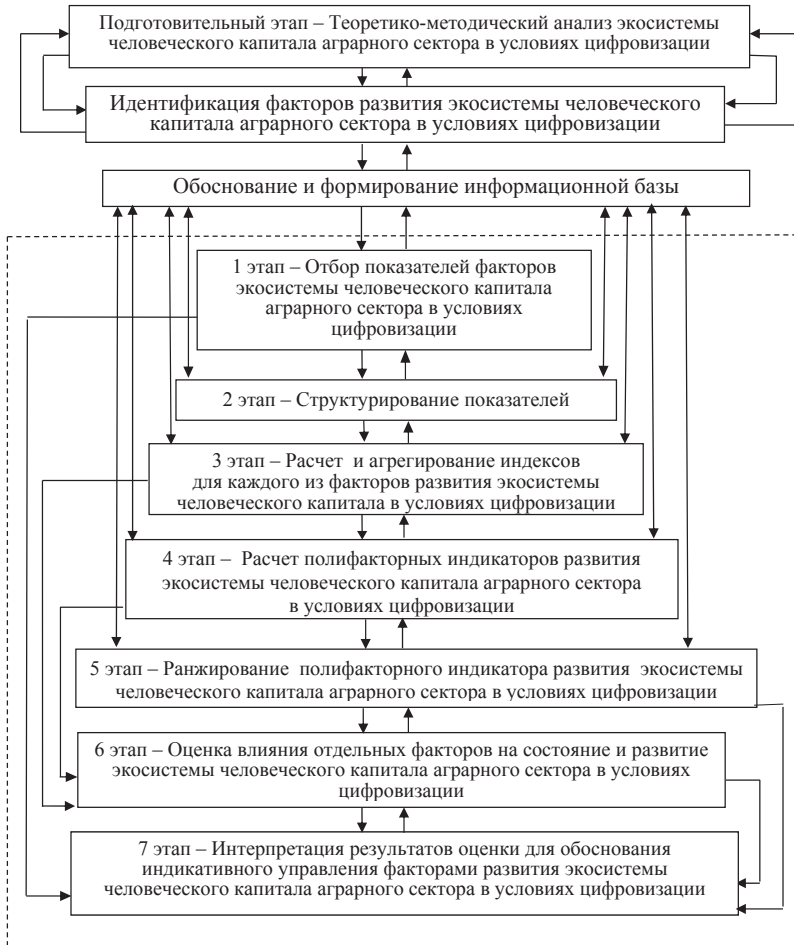 Подготовительный этап – Теоретико-методический анализ экосистемы
человеческого капитала аграрного сектора в условиях цифровизации
Идентификация факторов развития экосистемы человеческого
капитала аграрного сектора в условиях цифровизации
Обоснование и формирование информационной базы
1 этап – Отбор показателей факторов
экосистемы человеческого капитала
аграрного сектора в условиях
цифровизации
2 этап – Структурирование показателей
3 этап – Расчет и агрегирование индексов
для каждого из факторов развития экосистемы
человеческого капитала в условиях цифровизации
4 этап – Расчет полифакторных индикаторов развития
экосистемы человеческого капитала аграрного сектора
в условиях цифровизации
5 этап – Ранжирование полифакторного индикатора развития экосистемы
человеческого капитала аграрного сектора в условиях цифровизации
6 этап – Оценка влияния отдельных факторов на состояние и развитие
экосистемы человеческого капитала аграрного сектора в условиях
цифровизации
7 этап – Интерпретация результатов оценки для обоснования
индикативного управления факторами развития экосистемы
человеческого капитала аграрного сектора в условиях цифровизации